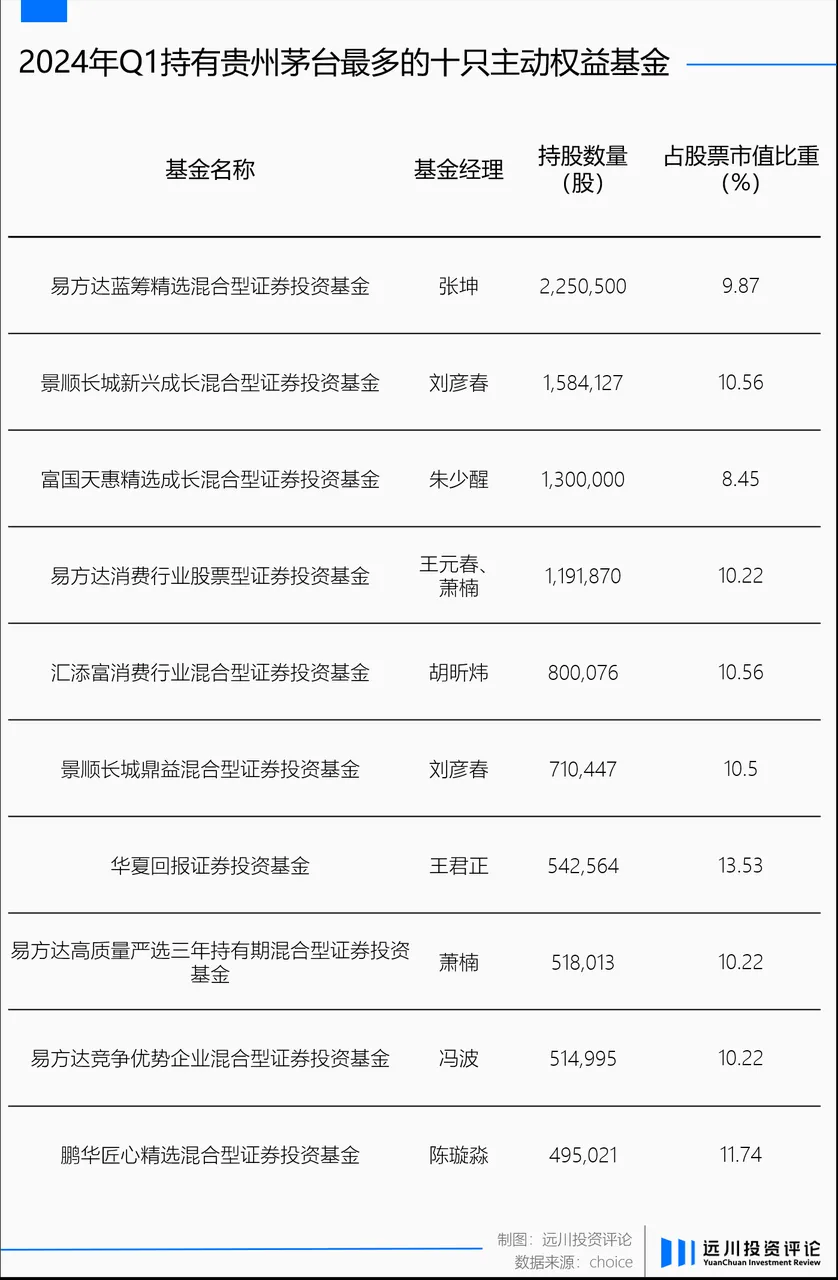 2024年Q1持有贵州茅台最多的十只主动权益基金
基金名称 基金经理 持股数量（股） 占股票市值比重（%）
易方达蓝筹精选混合型证券投资基金 张坤 2,250,500 9.87
景顺长城新兴成长混合型证券投资基金 刘彦春 1,584,127 10.56
富国天惠精选成长混合型证券投资基金 朱少醒 1,300,000 8.45
易方达消费行业股票型证券投资基金 王元春、萧楠 1,191,870 10.22
汇添富消费行业混合型证券投资基金 胡昕炜 800,076 10.56
景顺长城鼎益混合型证券投资基金 刘彦春 710,447 10.5
华夏回报证券投资基金 王君正 542,564 13.53
易方达高质量严选三年持有期混合型证券投资基金 萧楠 518,013 10.22
易方达竞争优势企业混合型证券投资基金 冯波 514,995 10.22
鹏华匠心精选混合型证券投资基金 陈璇淼 495,021 11.74
制图：远川投资评论
数据来源：choice
远川投资评论
YuanChuan Investment Review